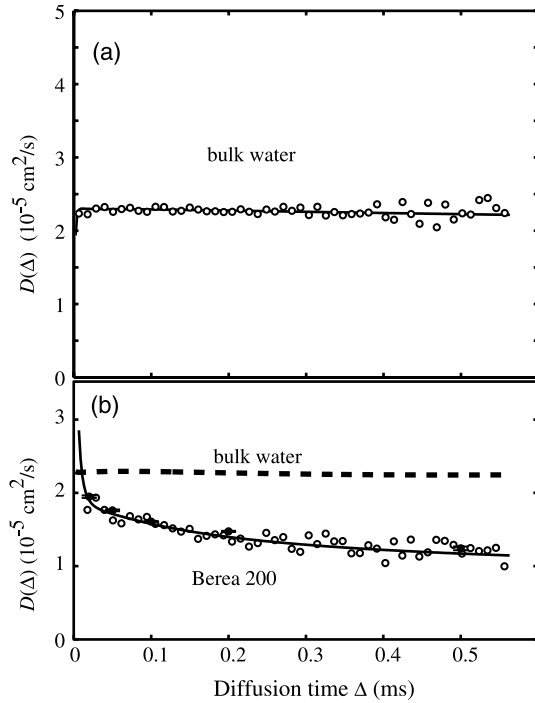 5
(a)
4
D(Δ) (10⁻⁵ cm²/s)
3
bulk water
2
1
0
3
(b)
bulk water
2
D(Δ) (10⁻⁵ cm²/s)
1
Berea 200
0
0 0.1 0.2 0.3 0.4 0.5
Diffusion time Δ (ms)